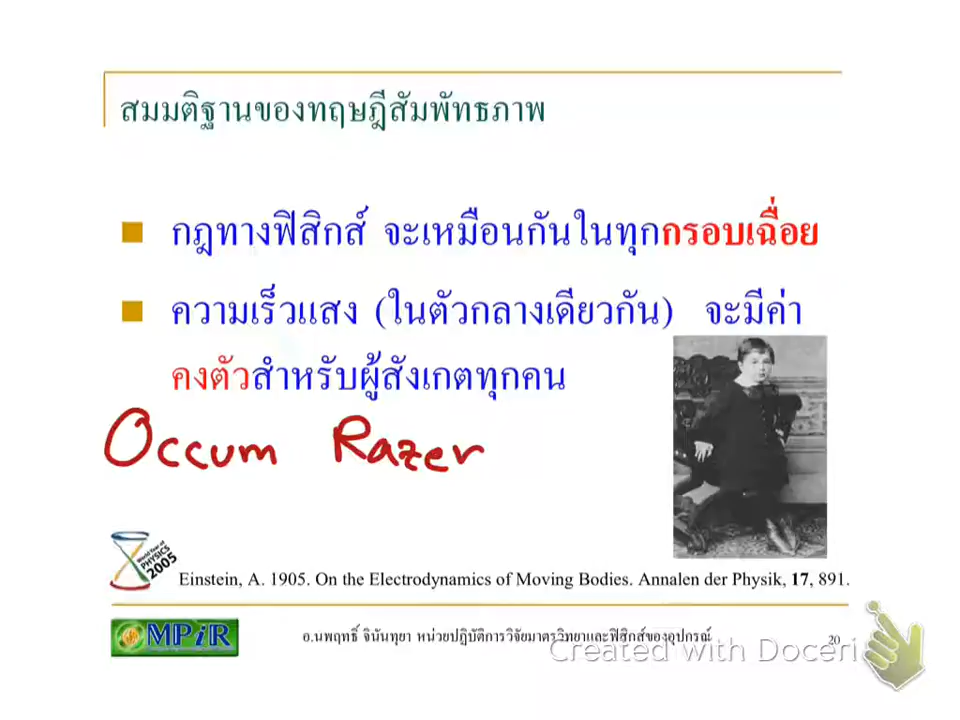 สมมติฐานของทฤษฎีสัมพัทธภาพ
กฎทางฟิสิกส์ จะเหมือนกันในทุกกรอบเฉื่อย
ความเร็วแสง (ในตัวกลางเดียวกัน) จะมีค่า
คงตัวสำหรับผู้สังเกตทุกคน
Occum Razer
World Year of
PHYSICS
2005
Einstein, A. 1905. On the Electrodynamics of Moving Bodies. Annalen der Physik, 17, 891.
MPiR
อ.นพฤทธิ์ จินันทุยา หน่วยปฏิบัติการวิจัยมาตรวิทยาและฟิสิกส์ของอุปกรณ์
20
Created with Doceri